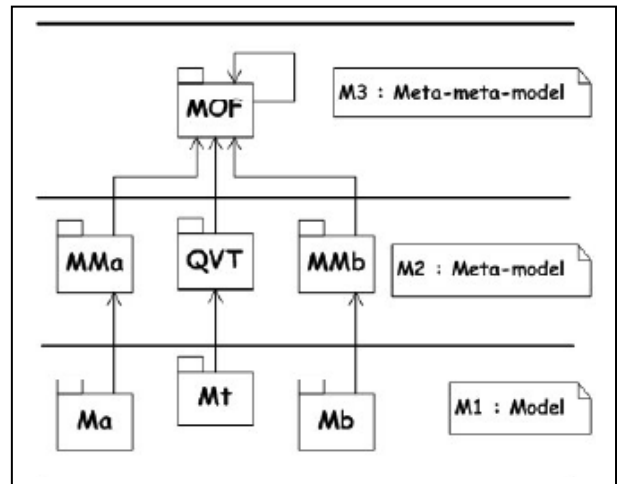 MOF
M3 : Meta-meta-model
MMa
QVT
MMb
M2 : Meta-model
Ma
Mt
Mb
M1 : Model